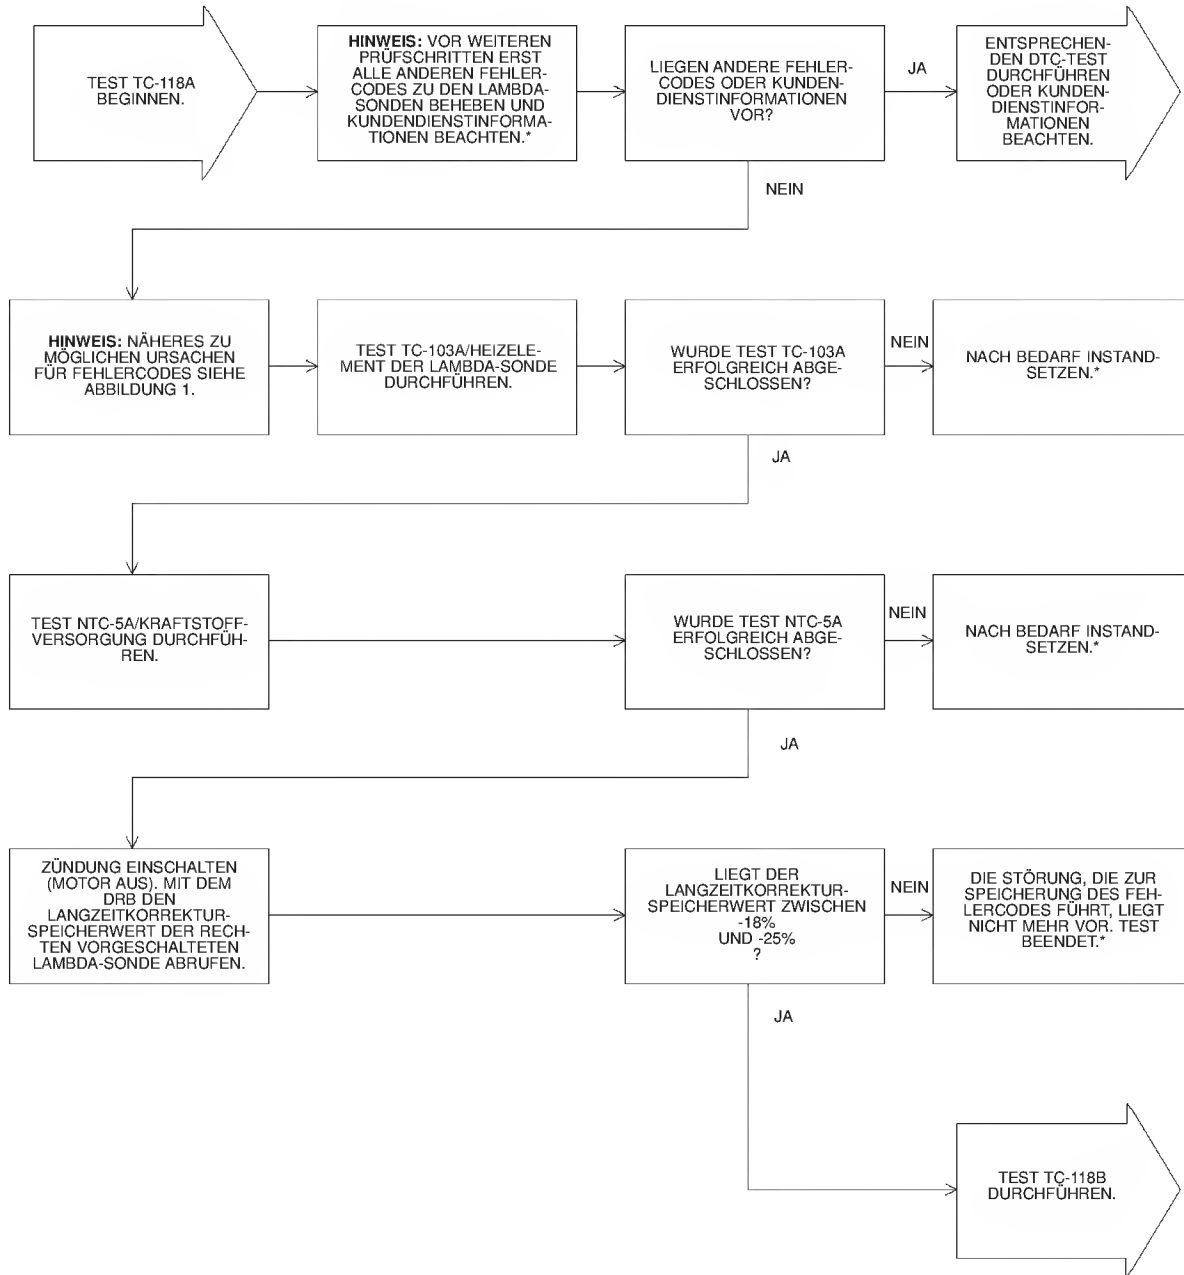 TEST TC-118A
BEGINNEN.
HINWEIS: VOR WEITEREN
PRÜFSCHRITTEN ERST
ALLE ANDEREN FEHLER-
CODES ZU DEN LAMBDA-
SONDEN BEHEBEN UND
KUNDENDIENSTINFORMA-
TIONEN BEACHTEN.*
LIEGEN ANDERE FEHLER-
CODES ODER KUNDEN-
DIENSTINFORMATIONEN
VOR?
JA
ENTSPRECHEN-
DEN DTC-TEST
DURCHFÜHREN
ODER KUNDEN-
DIENSTINFOR-
MATIONEN
BEACHTEN.
NEIN
HINWEIS: NÄHERES ZU
MÖGLICHEN URSACHEN
FÜR FEHLERCODES SIEHE
ABBILDUNG 1.
TEST TC-103A/HEIZELE-
MENT DER LAMBDA-SONDE
DURCHFÜHREN.
WURDE TEST TC-103A
ERFOLGREICH ABGE-
SCHLOSSEN?
NEIN
NACH BEDARF INSTAND-
SETZEN.*
JA
TEST NTC-5A/KRAFTSTOFF-
VERSORGUNG DURCHFÜH-
REN.
WURDE TEST NTC-5A
ERFOLGREICH ABGE-
SCHLOSSEN?
NEIN
NACH BEDARF INSTAND-
SETZEN.*
JA
ZÜNDUNG EINSCHALTEN
(MOTOR AUS). MIT DEM
DRB DEN
LANGZEITKORREKTUR-
SPEICHERWERT DER RECH-
TEN VORGESCHALTETEN
LAMBDA-SONDE ABRUFEN.
LIEGT DER
LANGZEITKORREKTUR-
SPEICHERWERT ZWISCHEN
-18%
UND -25%
?
NEIN
DIE STÖRUNG, DIE ZUR
SPEICHERUNG DES FEH-
LERCODES FÜHRT, LIEGT
NICHT MEHR VOR. TEST
BEENDET.*
JA
TEST TC-118B
DURCHFÜHREN.